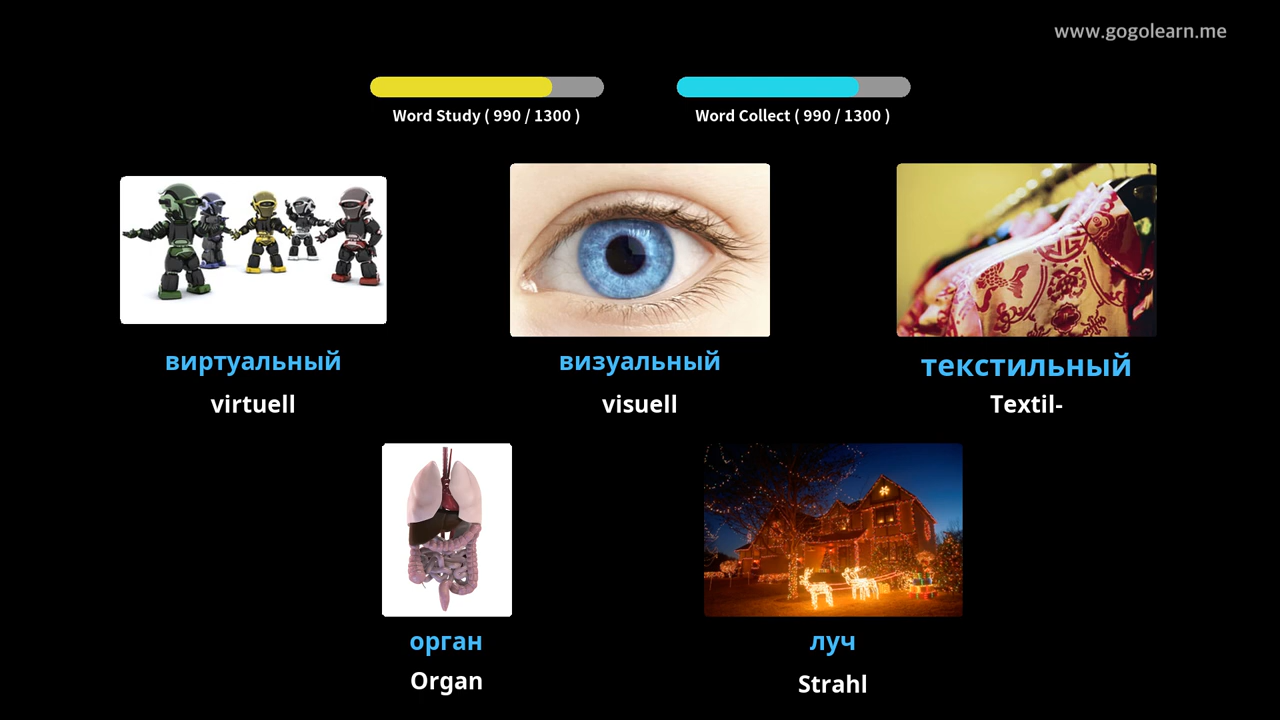 www.gogolearn.me
Word Study ( 990 / 1300 )
Word Collect ( 990 / 1300 )
виртуальный
визуальный
текстильный
virtuell
visuell
Textil-
орган
луч
Organ
Strahl